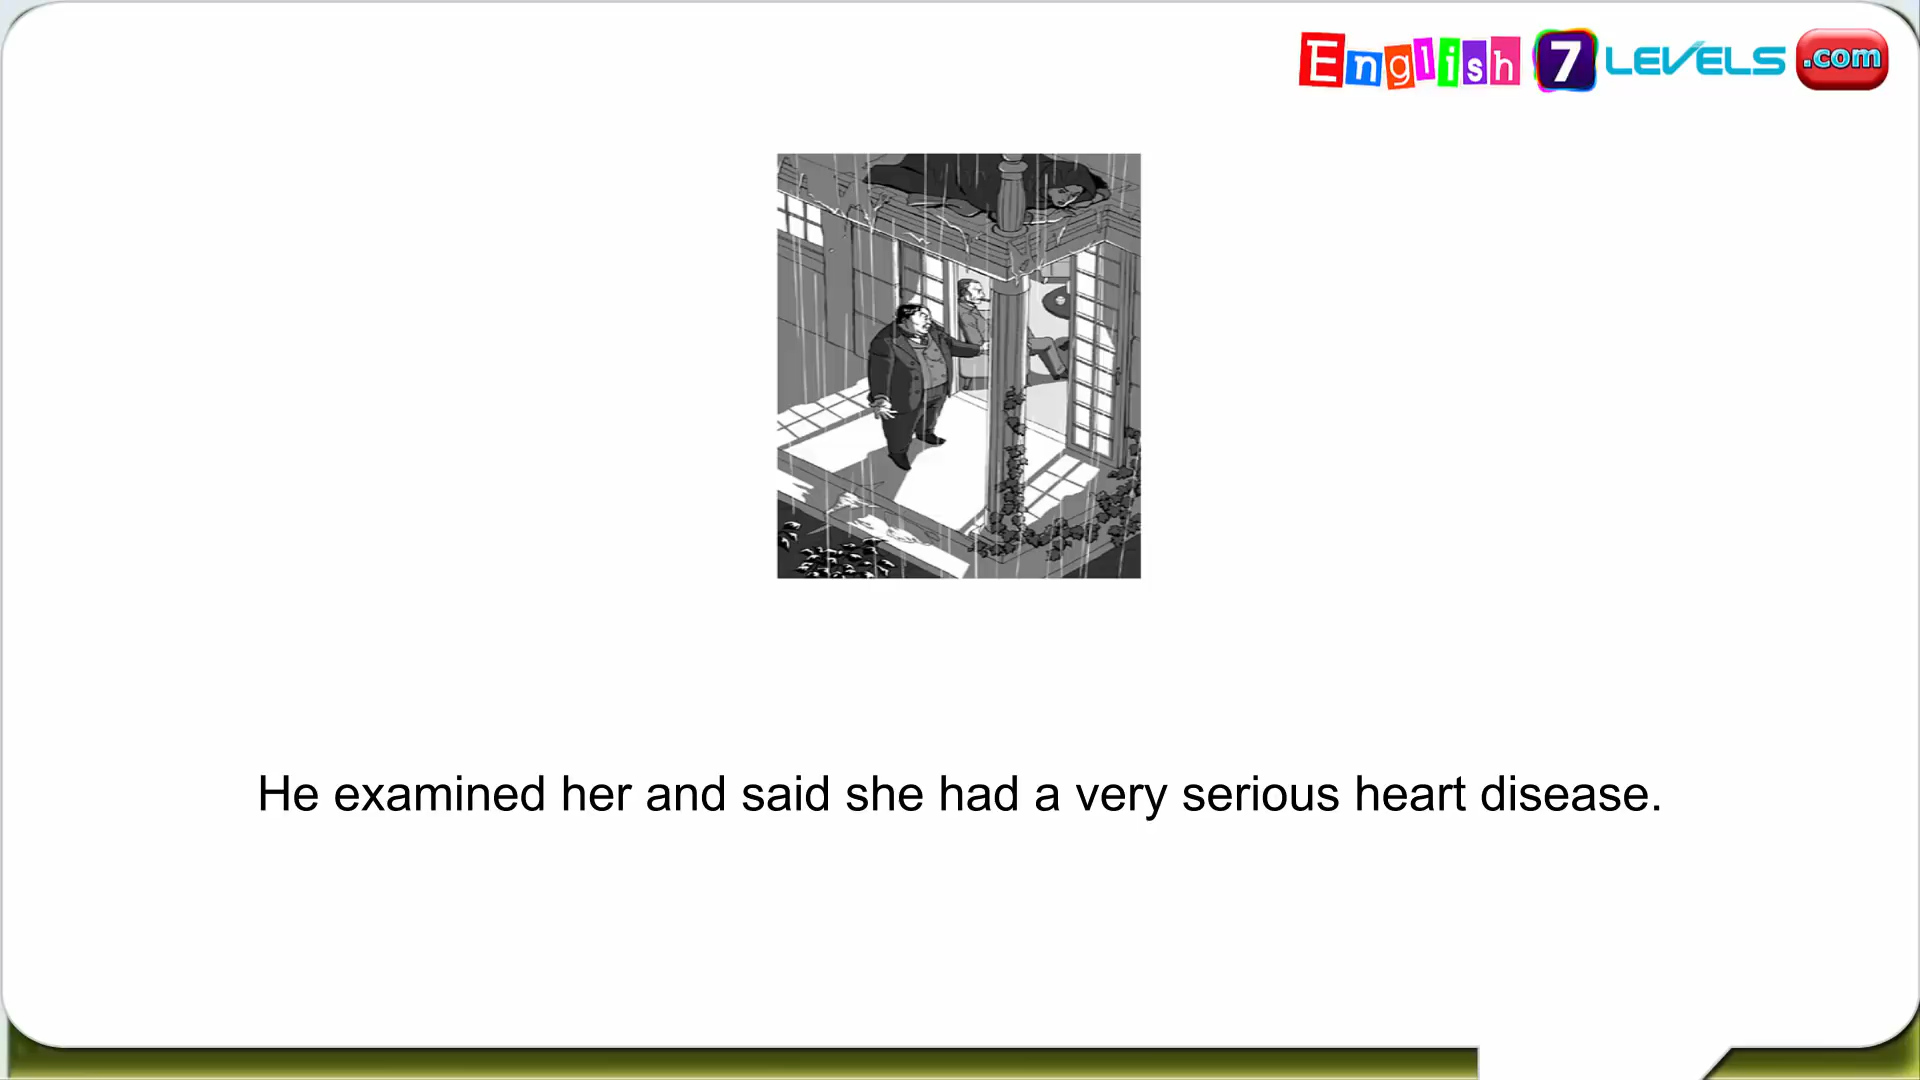 English 7 LEVELS .com
He examined her and said she had a very serious heart disease.